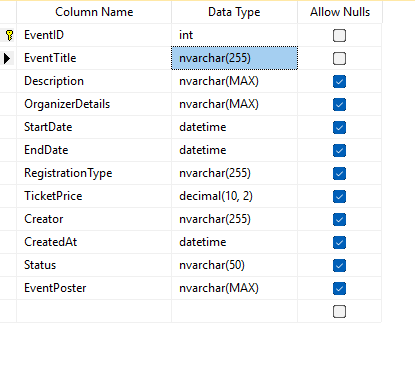 Column Name Data Type Allow Nulls
EventID int
EventTitle nvarchar(255)
Description nvarchar(MAX)
OrganizerDetails nvarchar(MAX)
StartDate datetime
EndDate datetime
RegistrationType nvarchar(255)
TicketPrice decimal(10, 2)
Creator nvarchar(255)
CreatedAt datetime
Status nvarchar(50)
EventPoster nvarchar(MAX)